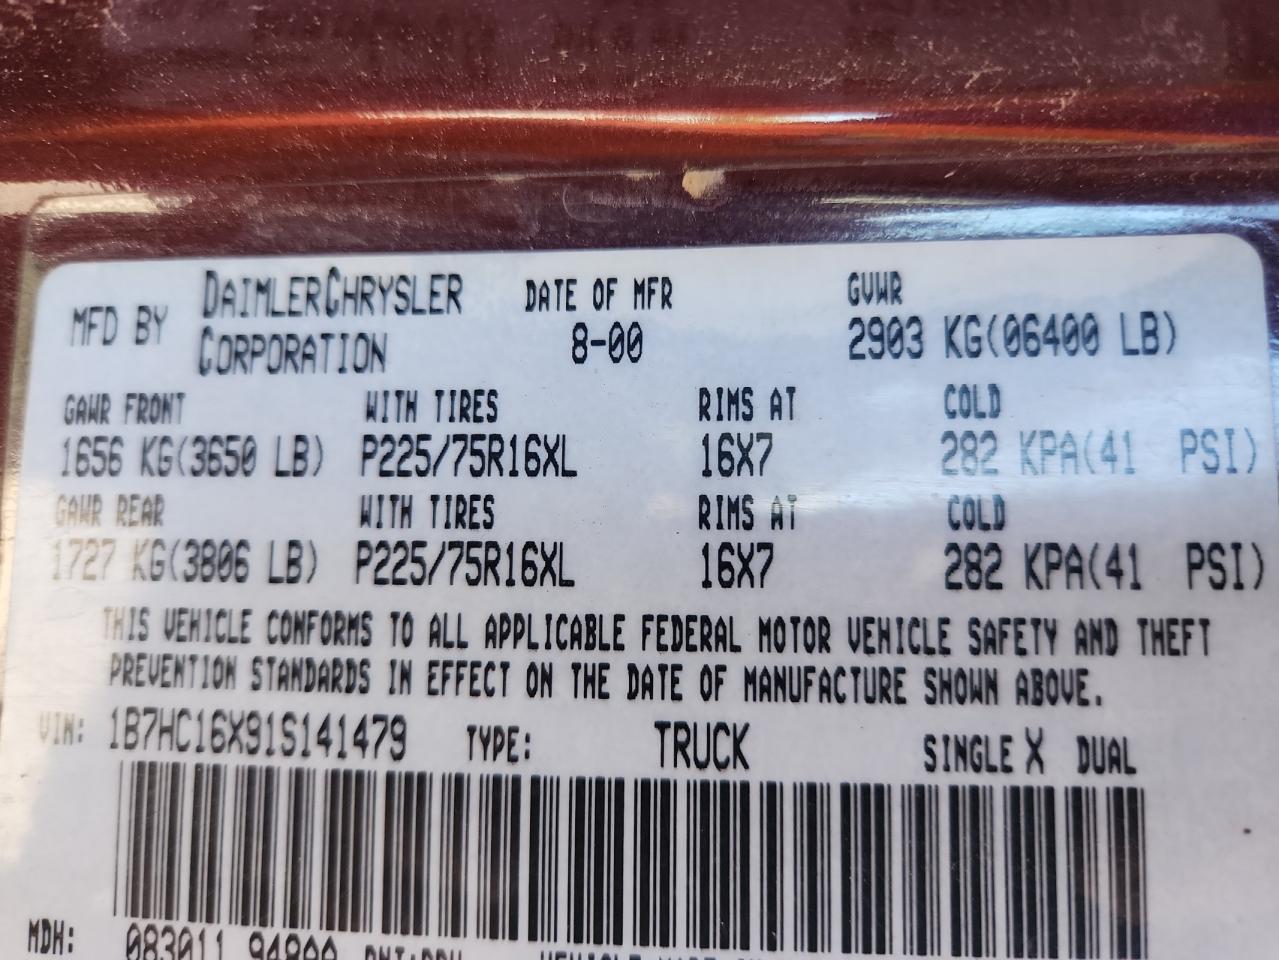 MFD BY DAIMLERCHRYSLER CORPORATION DATE OF MFR 8-00 GVWR 2903 KG(06400 LB)
GAWR FRONT WITH TIRES RIMS AT COLD
1656 KG(3650 LB) P225/75R16XL 16X7 282 KPA(41 PSI)
GAWR REAR WITH TIRES RIMS AT COLD
1727 KG(3806 LB) P225/75R16XL 16X7 282 KPA(41 PSI)
THIS VEHICLE CONFORMS TO ALL APPLICABLE FEDERAL MOTOR VEHICLE SAFETY AND THEFT
PREVENTION STANDARDS IN EFFECT ON THE DATE OF MANUFACTURE SHOWN ABOVE.
VIN: 1B7HC16X91S141479 TYPE: TRUCK SINGLE X DUAL
MDH: 083011